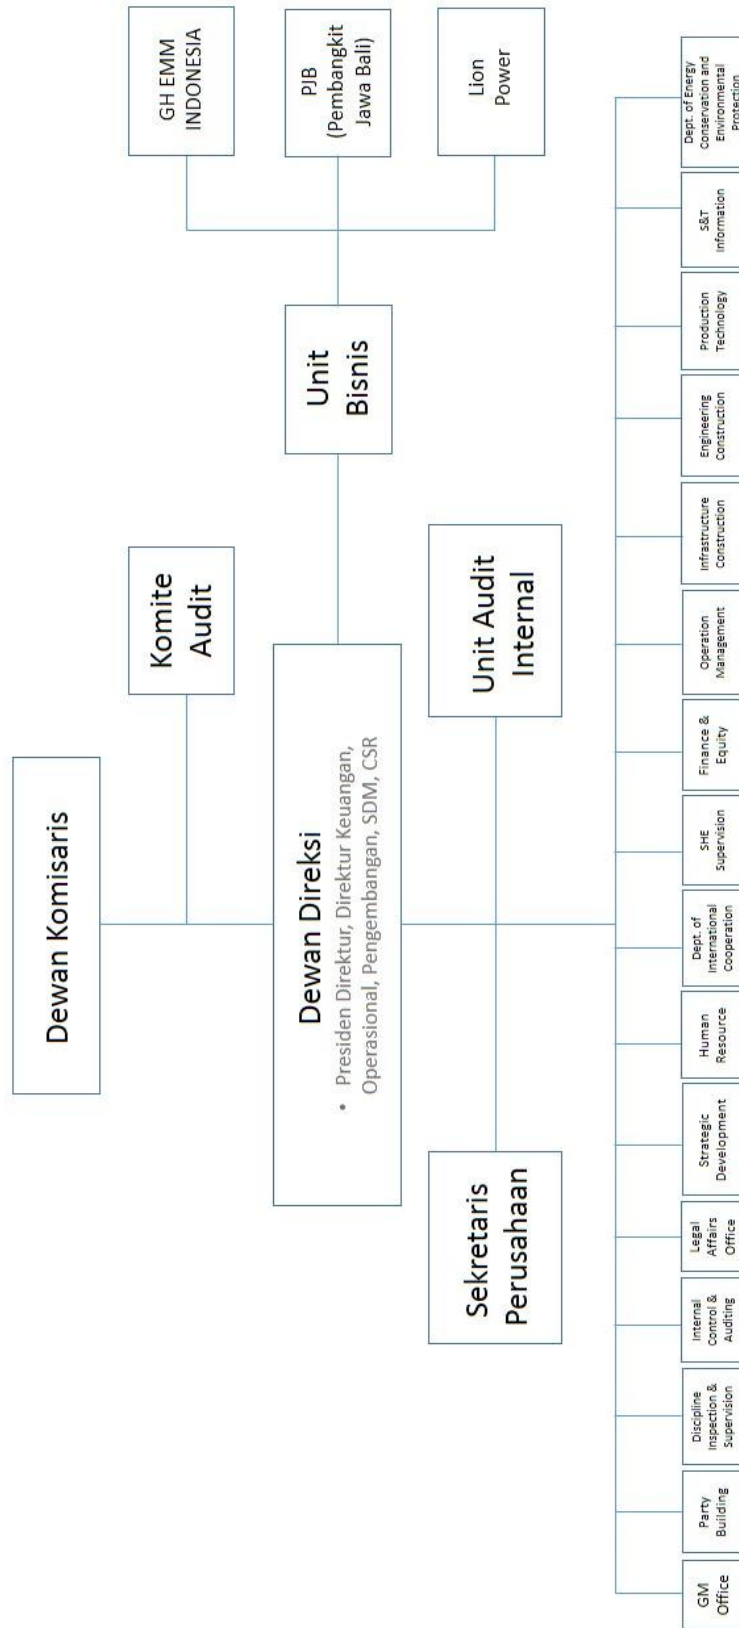 Dewan Komisaris
Komite
Audit
GH EMM
INDONESIA
Dewan Direksi
• Presiden Direktur, Direktur Keuangan,
Operasional, Pengembangan, SDM, CSR
Unit
Bisnis
PJB
(Pembangkit
Jawa Bali)
Sekretaris
Perusahaan
Unit Audit
Internal
Lion
Power
GM
Office
Party
Building
Discipline
Inspection &
Supervision
Internal
Control &
Auditing
Legal
Affairs
Office
Strategic
Development
Human
Resource
Dept. of
International
Cooperation
SHE
Supervision
Finance &
Equity
Operation
Management
Infrastructure
Construction
Engineering
Construction
Production
Technology
S&T
Information
Dept. of Energy
Conservation and
Environmental
Protection